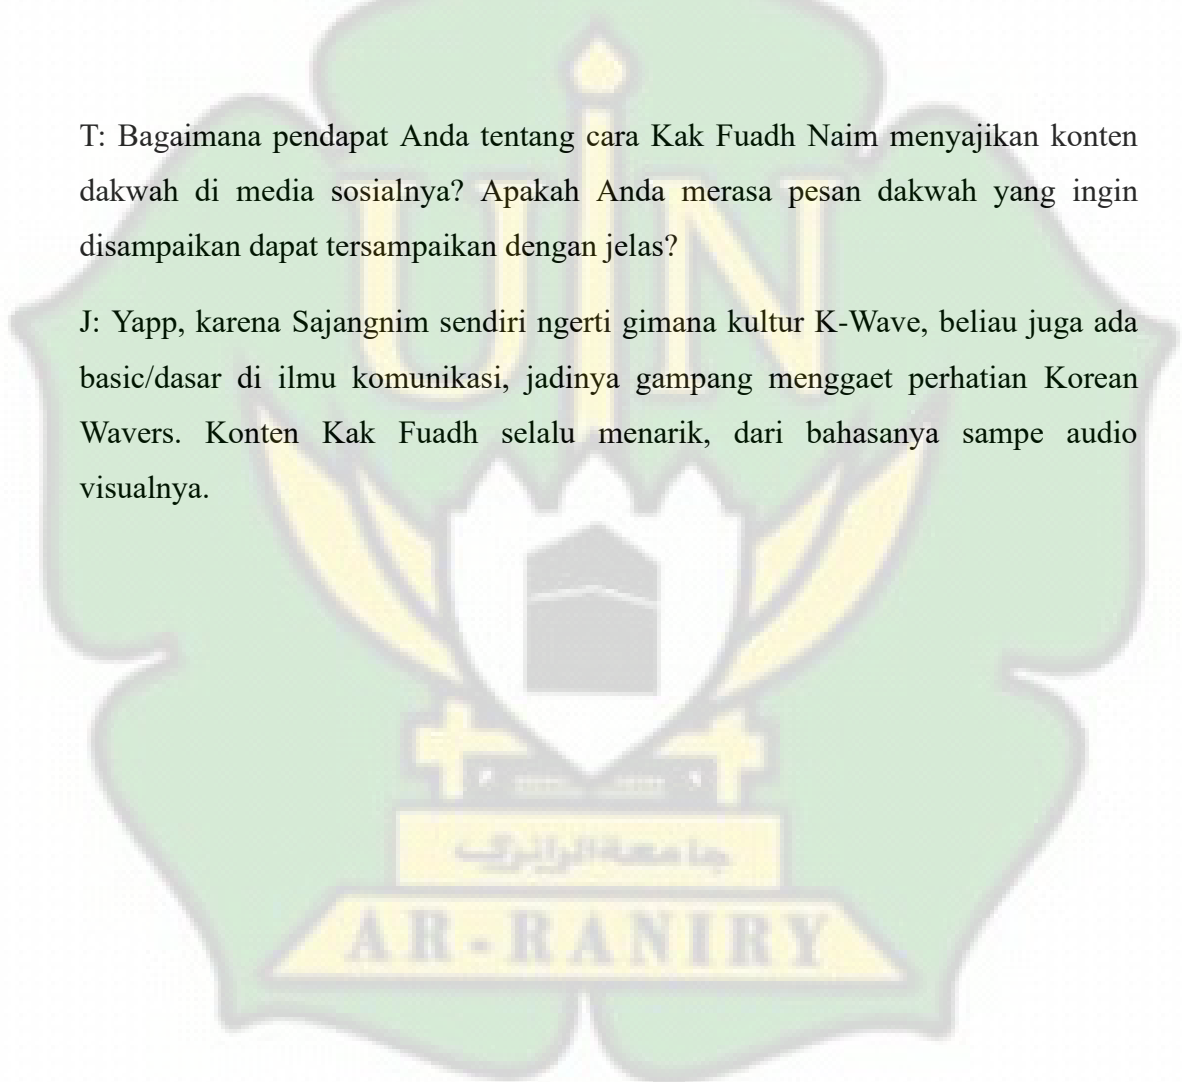 T: Bagaimana pendapat Anda tentang cara Kak Fuadh Naim menyajikan konten
dakwah di media sosialnya? Apakah Anda merasa pesan dakwah yang ingin
disampaikan dapat tersampaikan dengan jelas?
J: Yapp, karena Sajangnim sendiri ngerti gimana kultur K-Wave, beliau juga ada
basic/dasar di ilmu komunikasi, jadinya gampang menggaet perhatian Korean
Wavers. Konten Kak Fuadh selalu menarik, dari bahasanya sampe audio
visualnya.
UIN
جامعة الرانري
AR-RANIRY